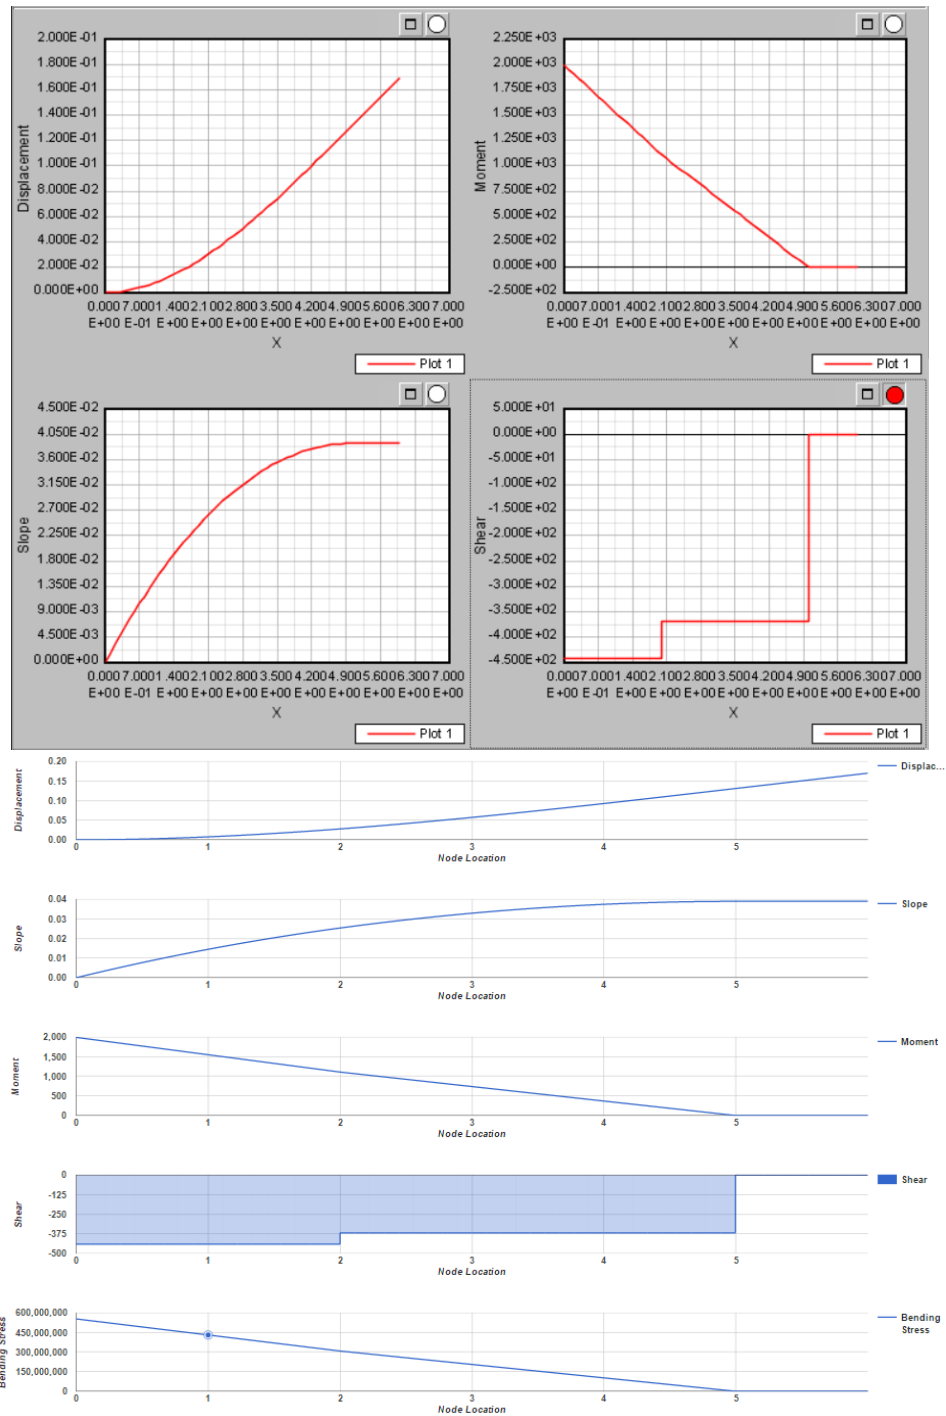 2.000E -01
1.800E -01
1.600E -01
1.400E -01
1.200E -01
1.000E -01
8.000E -02
6.000E -02
4.000E -02
2.000E -02
0.000E+00
Displacement
0.000 7.000 1.400 2.100 2.800 3.500 4.200 4.900 5.600 6.300 7.000
E+00 E-01 E+00 E+00 E+00 E+00 E+00 E+00 E+00 E+00
X
Plot 1
2.250E +03
2.000E +03
1.750E +03
1.500E +03
1.250E +03
1.000E +03
7.500E +02
5.000E +02
2.500E +02
0.000E +00
-2.500E +02
Moment
0.000 7.000 1.400 2.100 2.800 3.500 4.200 4.900 5.600 6.300 7.000
E+00 E-01 E+00 E+00 E+00 E+00 E+00 E+00 E+00 E+00
X
Plot 1
4.500E -02
4.050E -02
3.600E -02
3.150E -02
2.700E -02
2.250E -02
1.800E -02
1.350E -02
9.000E -03
4.500E -03
0.000E+00
Slope
0.000 7.000 1.400 2.100 2.800 3.500 4.200 4.900 5.600 6.300 7.000
E+00 E-01 E+00 E+00 E+00 E+00 E+00 E+00 E+00 E+00
X
Plot 1
5.000E +01
0.000E +00
-5.000E +01
-1.000E +02
-1.500E +02
-2.000E +02
-2.500E +02
-3.000E +02
-3.500E +02
-4.000E +02
-4.500E +02
Shear
0.000 7.000 1.400 2.100 2.800 3.500 4.200 4.900 5.600 6.300 7.000
E+00 E-01 E+00 E+00 E+00 E+00 E+00 E+00 E+00 E+00
X
Plot 1
Displacement
0.20
0.15
0.10
0.05
0.00
0 1 2 3 4 5
Node Location
Displac...
Slope
0.04
0.03
0.02
0.01
0.00
0 1 2 3 4 5
Node Location
Slope
Moment
2,000
1,500
1,000
500
0
0 1 2 3 4 5
Node Location
Moment
Shear
0
-125
-250
-375
-500
0 1 2 3 4 5
Node Location
Shear
Bending Stress
600,000,000
450,000,000
300,000,000
150,000,000
0
0 1 2 3 4 5
Node Location
Bending
Stress